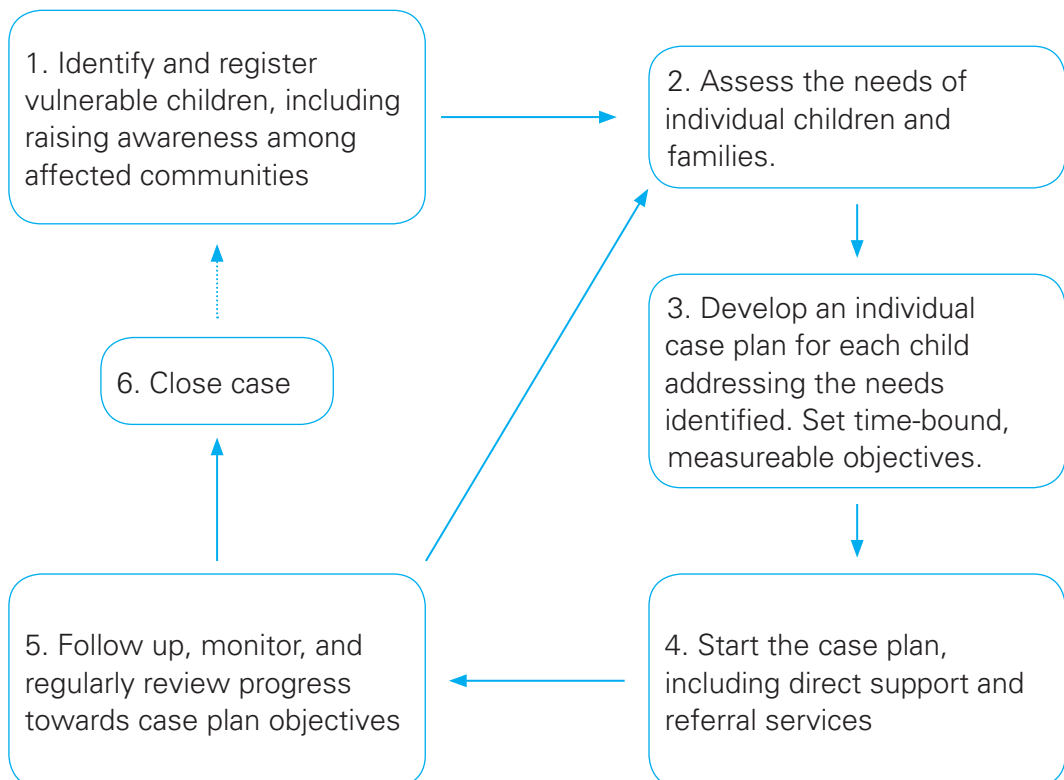 1. Identify and register
vulnerable children, including
raising awareness among
affected communities
2. Assess the needs of
individual children and
families.
3. Develop an individual
case plan for each child
addressing the needs
identified. Set time-bound,
measureable objectives.
4. Start the case plan,
including direct support and
referral services
5. Follow up, monitor, and
regularly review progress
towards case plan objectives
6. Close case